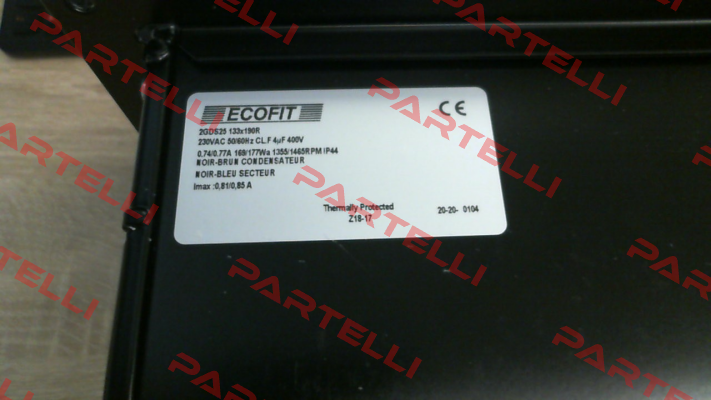 ECOFIT
CE
2GDS25 133x190R
230VAC 50/60Hz CL.F 4µF 400V
0.74/0.77A 169/177Wa 1355/1465RPM IP44
NOIR-BRUN CONDENSATEUR
NOIR-BLEU SECTEUR
Imax :0,81/0,85 A
Thermally Protected
Z18-17
20-20- 0104
PARTELLI
PARTELLI
PARTELLI
PARTELLI
PARTELLI
PARTELLI
PARTELLI